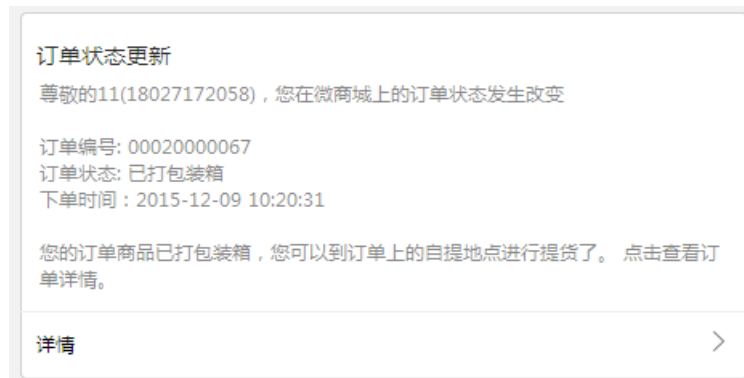 订单状态更新
尊敬的11(18027172058)，您在微商城上的订单状态发生改变
订单编号: 00020000067
订单状态: 已打包装箱
下单时间：2015-12-09 10:20:31
您的订单商品已打包装箱，您可以到订单上的自提地点进行提货了。 点击查看订
单详情。
详情